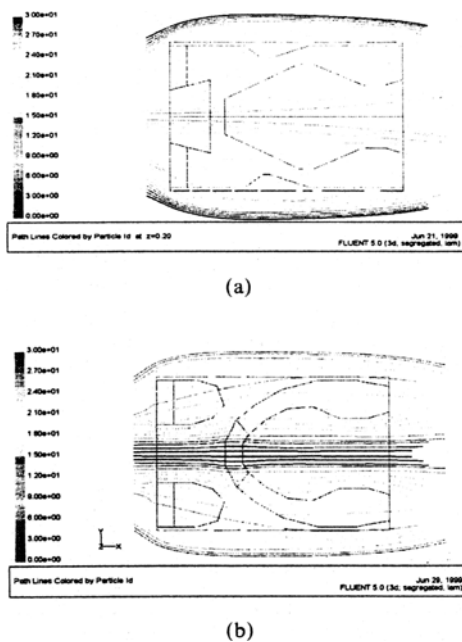 3.00e+01
2.70e+01
2.40e+01
2.10e+01
1.80e+01
1.50e+01
1.20e+01
9.00e+00
6.00e+00
3.00e+00
0.00e+00
Path Lines Colored by Particle Id at z=0.20
Jun 21, 1999
FLUENT 5.0 (3d, segregated, lam)
(a)
3.00e+01
2.70e+01
2.40e+01
2.10e+01
1.80e+01
1.50e+01
1.20e+01
9.00e+00
6.00e+00
3.00e+00
0.00e+00
Y
Z X
Path Lines Colored by Particle Id
Jun 29, 1999
FLUENT 5.0 (3d, segregated, lam)
(b)